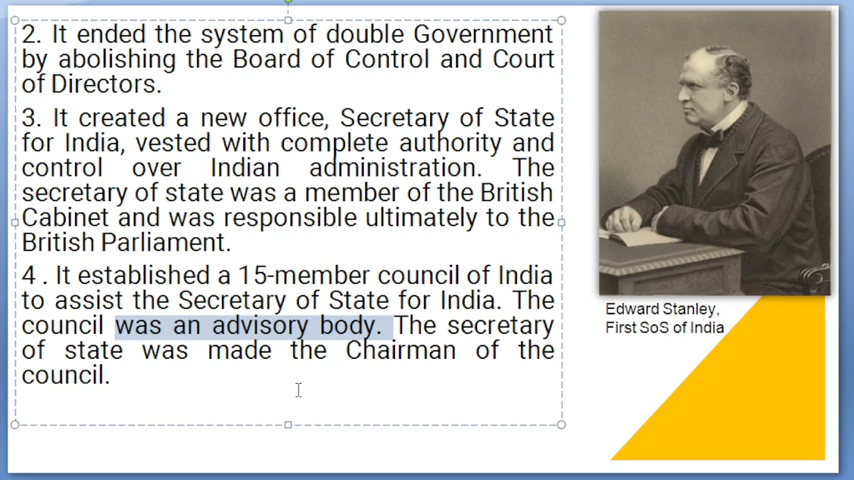 2. It ended the system of double Government
by abolishing the Board of Control and Court
of Directors.
3. It created a new office, Secretary of State
for India, vested with complete authority and
control over Indian administration. The
secretary of state was a member of the British
Cabinet and was responsible ultimately to the
British Parliament.
4 . It established a 15-member council of India
to assist the Secretary of State for India. The
council was an advisory body. The secretary
of state was made the Chairman of the
council.
Edward Stanley,
First SoS of India